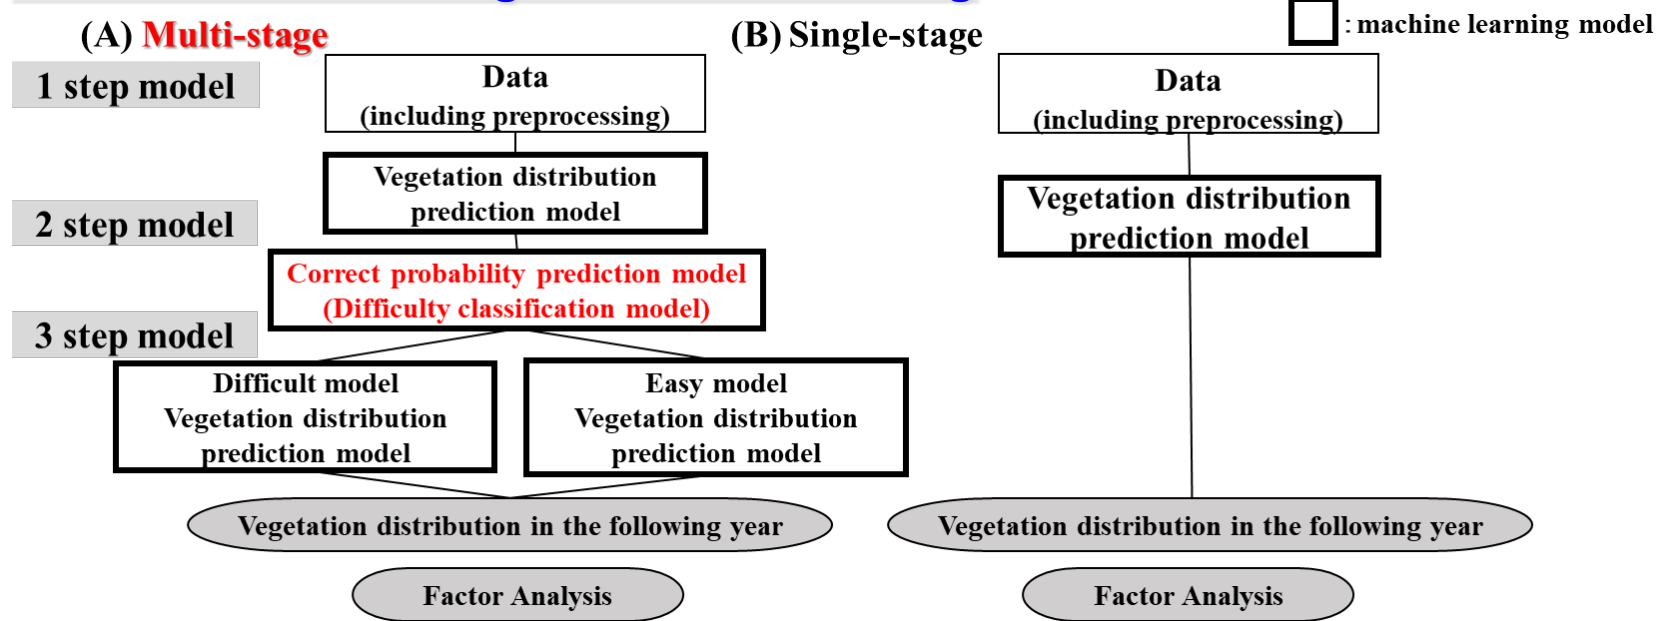 (A) Multi-stage
(B) Single-stage
: machine learning model
1 step model
Data
(including preprocessing)
Vegetation distribution
prediction model
2 step model
Correct probability prediction model
(Difficulty classification model)
3 step model
Difficult model
Vegetation distribution
prediction model
Easy model
Vegetation distribution
prediction model
Vegetation distribution in the following year
Factor Analysis
Data
(including preprocessing)
Vegetation distribution
prediction model
Vegetation distribution in the following year
Factor Analysis